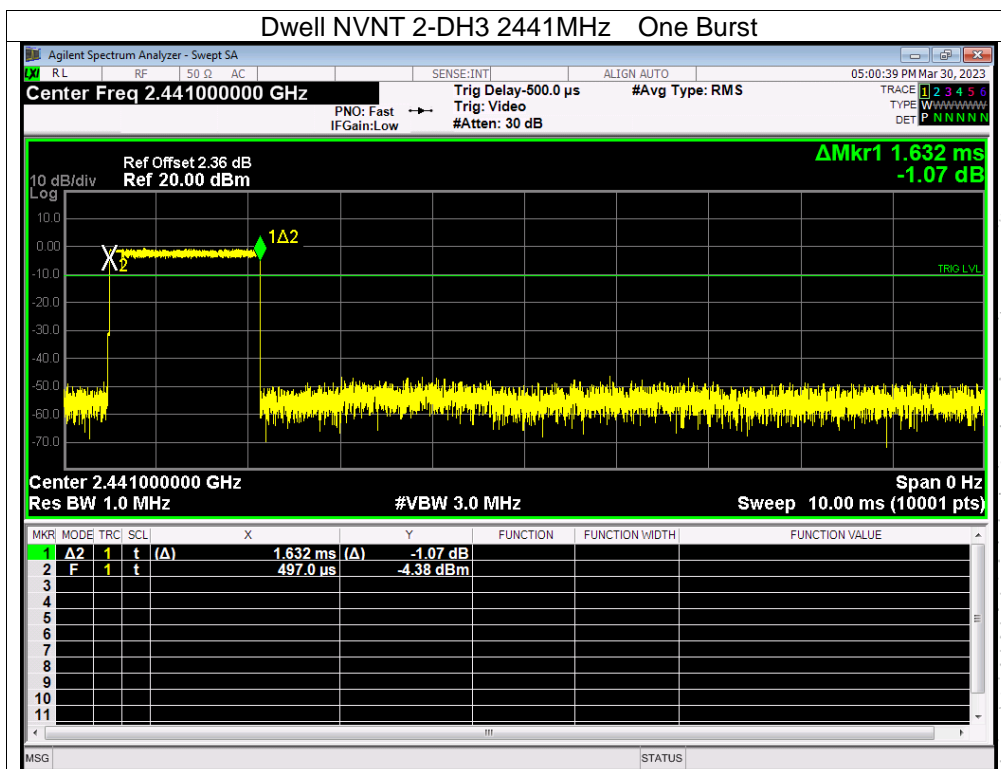 Dwell NVNT 2-DH3 2441MHz One Burst
Agilent Spectrum Analyzer - Swept SA
LXI RL RF 50 Ω AC SENSE:INT ALIGN AUTO 05:00:39 PM Mar 30, 2023
Center Freq 2.441000000 GHz
PNO: Fast
IFGain:Low
Trig Delay-500.0 µs
Trig: Video
#Atten: 30 dB
#Avg Type: RMS
TRACE 1 2 3 4 5 6
TYPE WWWWWW
DET P N N N N N
ΔMkr1 1.632 ms
-1.07 dB
Ref Offset 2.36 dB
10 dB/div Ref 20.00 dBm
Log
10.0
0.00
-10.0
-20.0
-30.0
-40.0
-50.0
-60.0
-70.0
1Δ2
2
TRIG LVL
Center 2.441000000 GHz Span 0 Hz
Res BW 1.0 MHz #VBW 3.0 MHz Sweep 10.00 ms (10001 pts)
MKR MODE TRC SCL X Y FUNCTION FUNCTION WIDTH FUNCTION VALUE
1 Δ2 1 t (Δ) 1.632 ms (Δ) -1.07 dB
2 F 1 t 497.0 µs -4.38 dBm
3
4
5
6
7
8
9
10
11
MSG STATUS